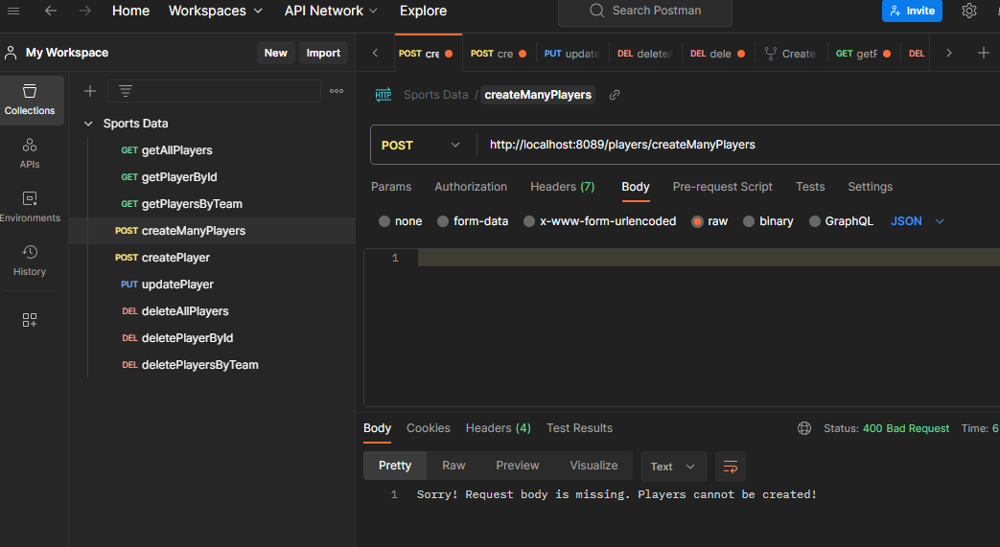 Home Workspaces API Network Explore Search Postman Invite
My Workspace New Import
POST cre POST cre PUT update DEL delete DEL dele Create GET getP DEL
Collections
APIs
Environments
History
Sports Data
GET getAllPlayers
GET getPlayerById
GET getPlayersByTeam
POST createManyPlayers
POST createPlayer
PUT updatePlayer
DEL deleteAllPlayers
DEL deletePlayerById
DEL deletePlayersByTeam
HTTP Sports Data / createManyPlayers
POST http://localhost:8089/players/createManyPlayers
Params Authorization Headers (7) Body Pre-request Script Tests Settings
none form-data x-www-form-urlencoded raw binary GraphQL JSON
1
Body Cookies Headers (4) Test Results Status: 400 Bad Request Time: 6
Pretty Raw Preview Visualize Text
1 Sorry! Request body is missing. Players cannot be created!